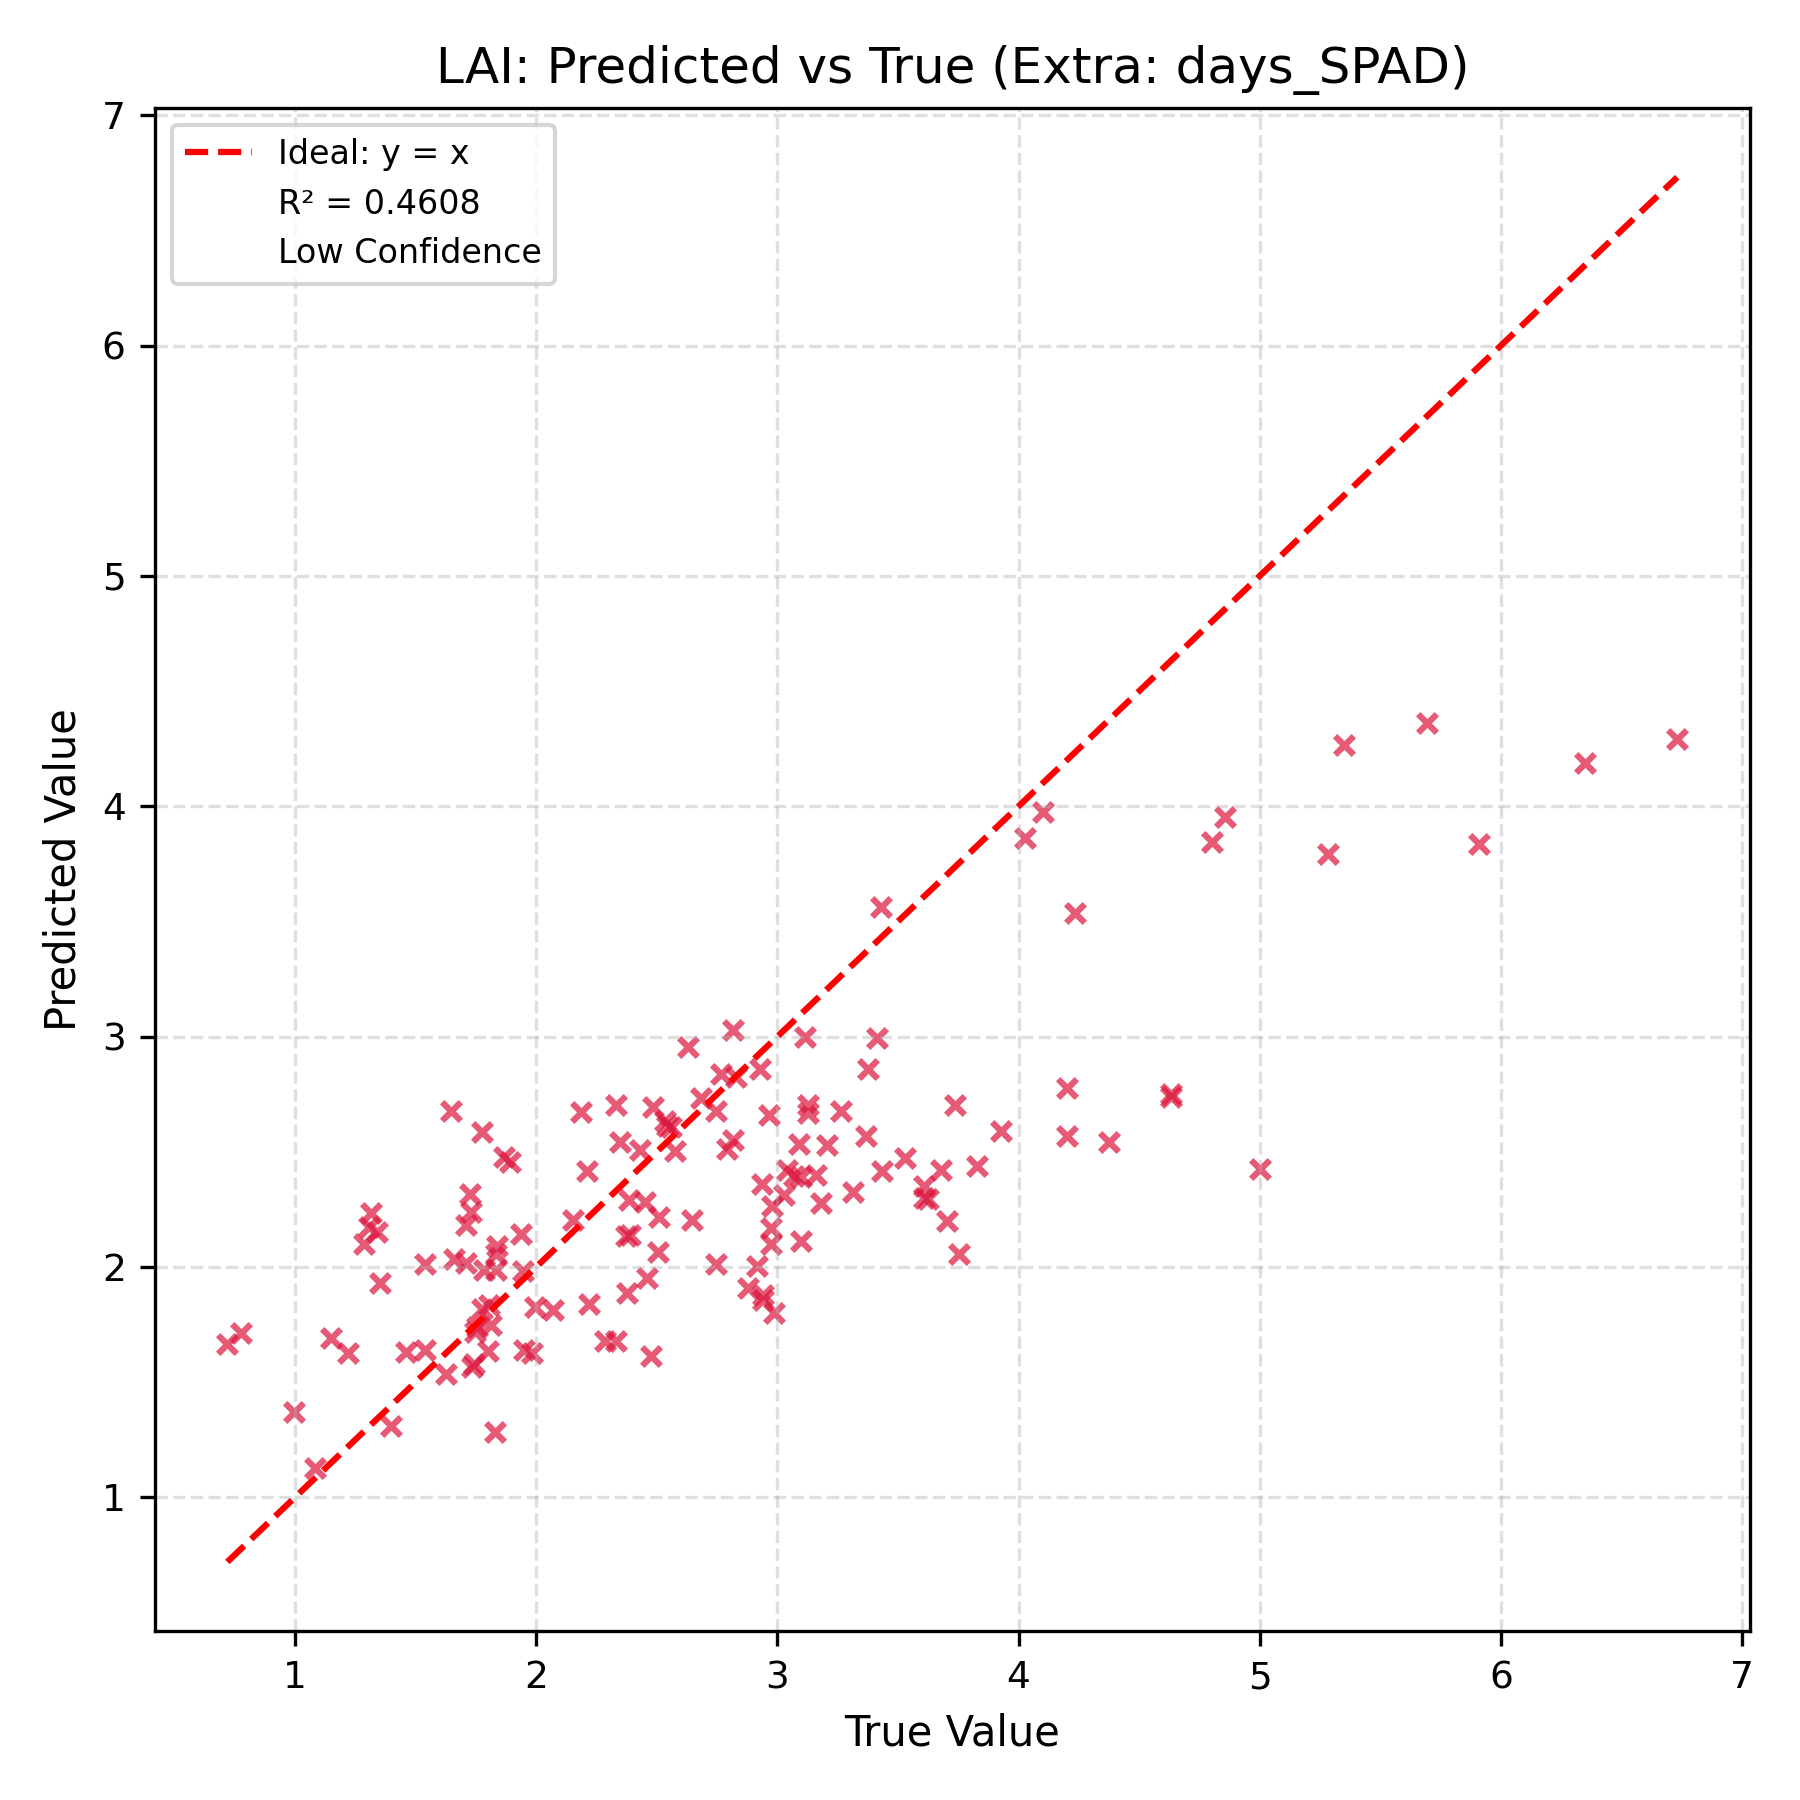 LAI: Predicted vs True (Extra: days_SPAD)
Ideal: y = x
R² = 0.4608
Low Confidence
Predicted Value
7
6
5
4
3
2
1
1 2 3 4 5 6 7
True Value